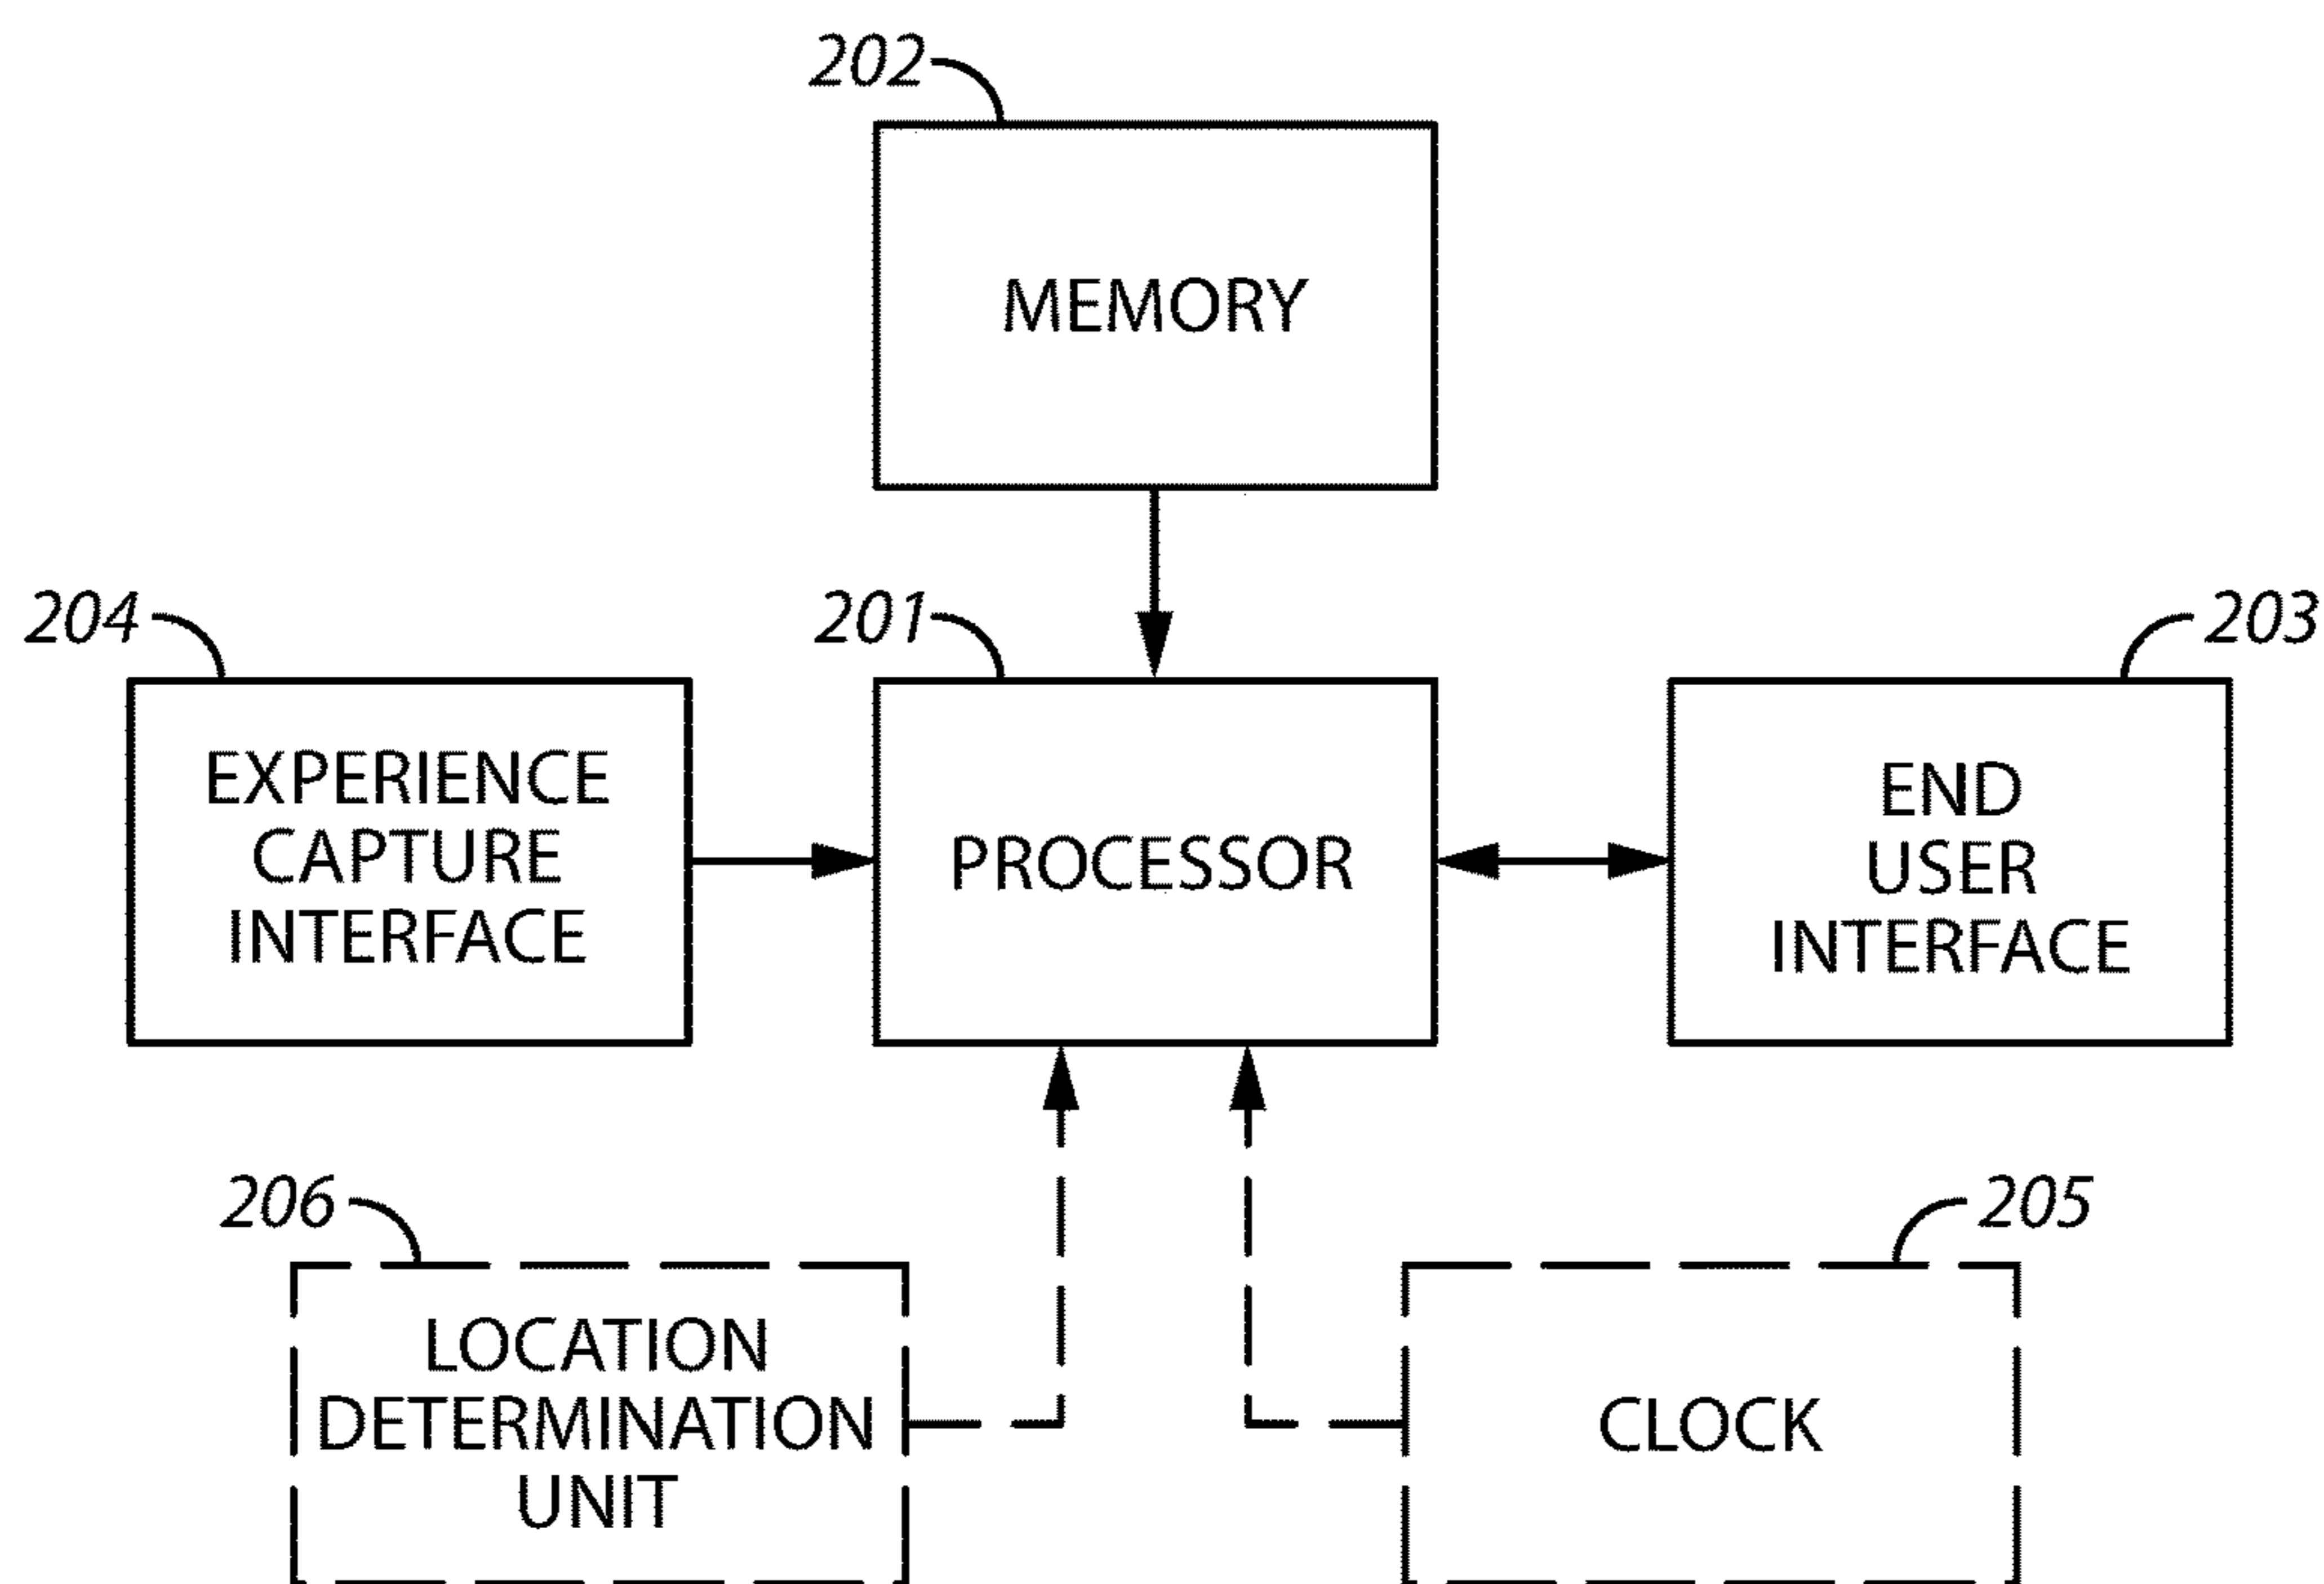 202
MEMORY
204
201
203
EXPERIENCE
CAPTURE
INTERFACE
PROCESSOR
END
USER
INTERFACE
206
205
LOCATION
DETERMINATION
UNIT
CLOCK